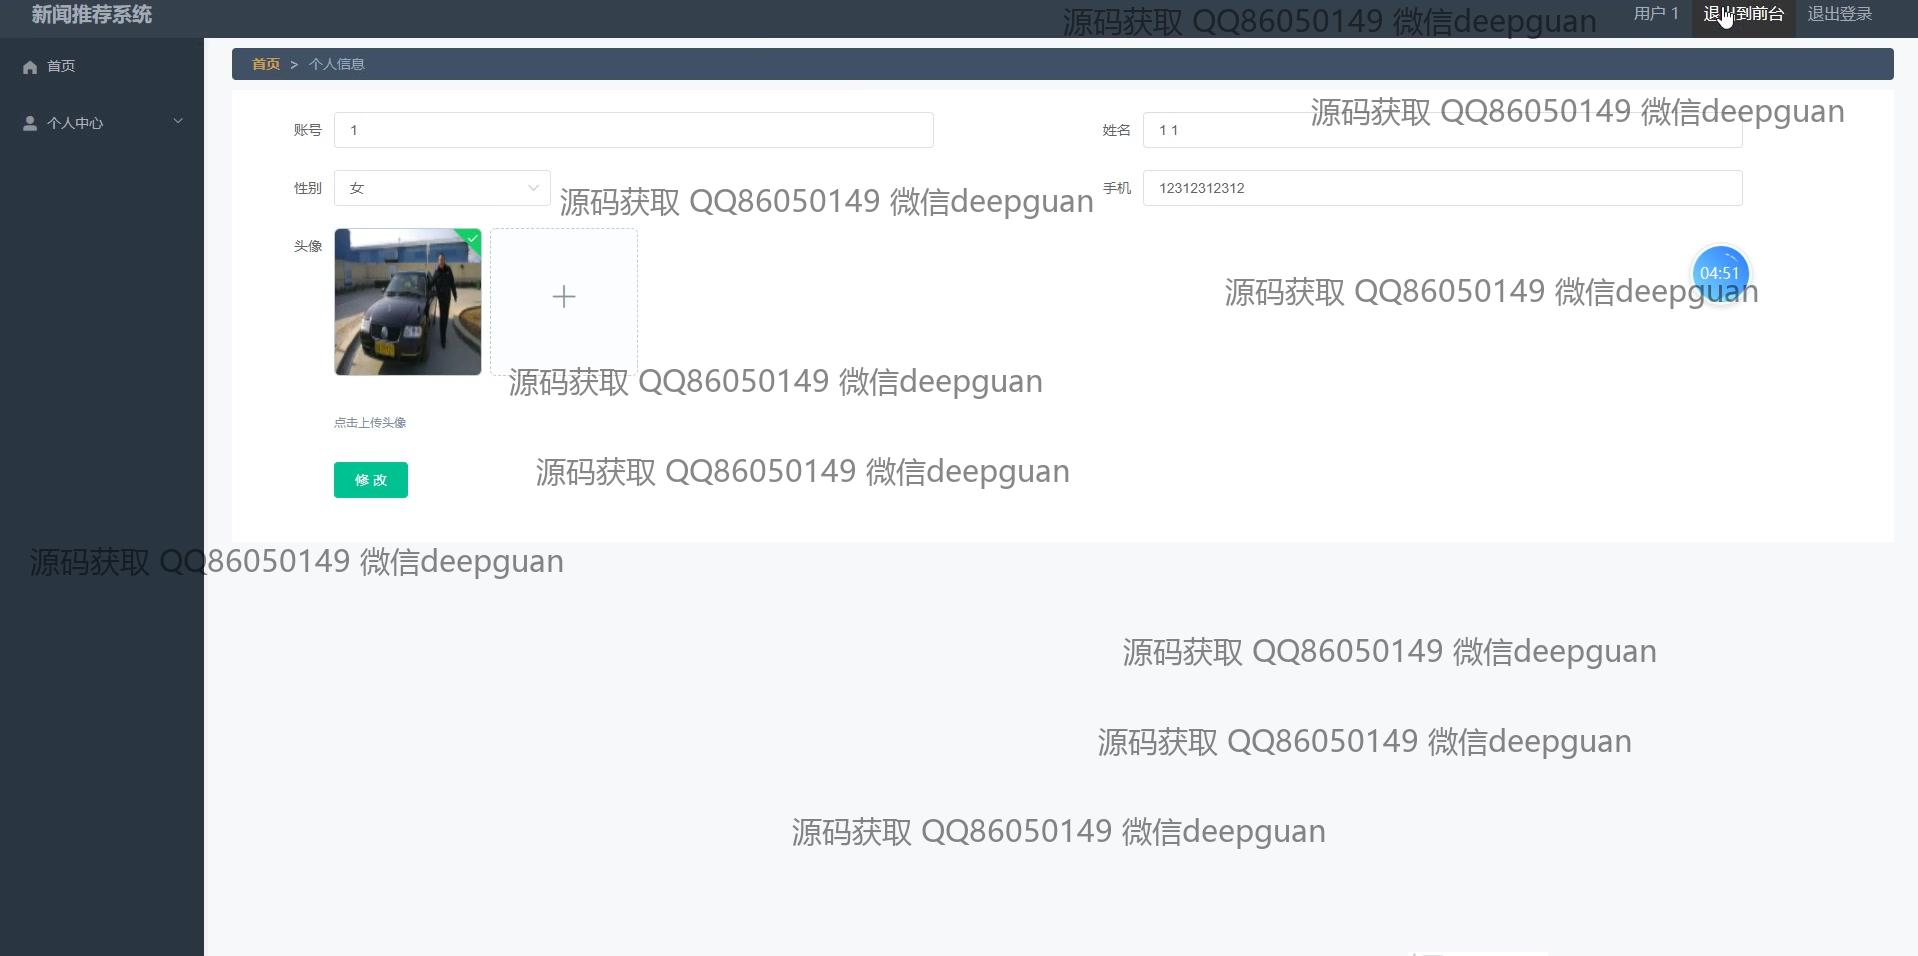 新闻推荐系统
源码获取 QQ86050149 微信deepguan
用户 1
退出到前台
退出登录
首页
个人中心
首页 > 个人信息
源码获取 QQ86050149 微信deepguan
账号 1
姓名 1 1
性别 女
手机 12312312312
源码获取 QQ86050149 微信deepguan
头像
04:51
源码获取 QQ86050149 微信deepguan
源码获取 QQ86050149 微信deepguan
点击上传头像
修改
源码获取 QQ86050149 微信deepguan
源码获取 QQ86050149 微信deepguan
源码获取 QQ86050149 微信deepguan
源码获取 QQ86050149 微信deepguan
源码获取 QQ86050149 微信deepguan